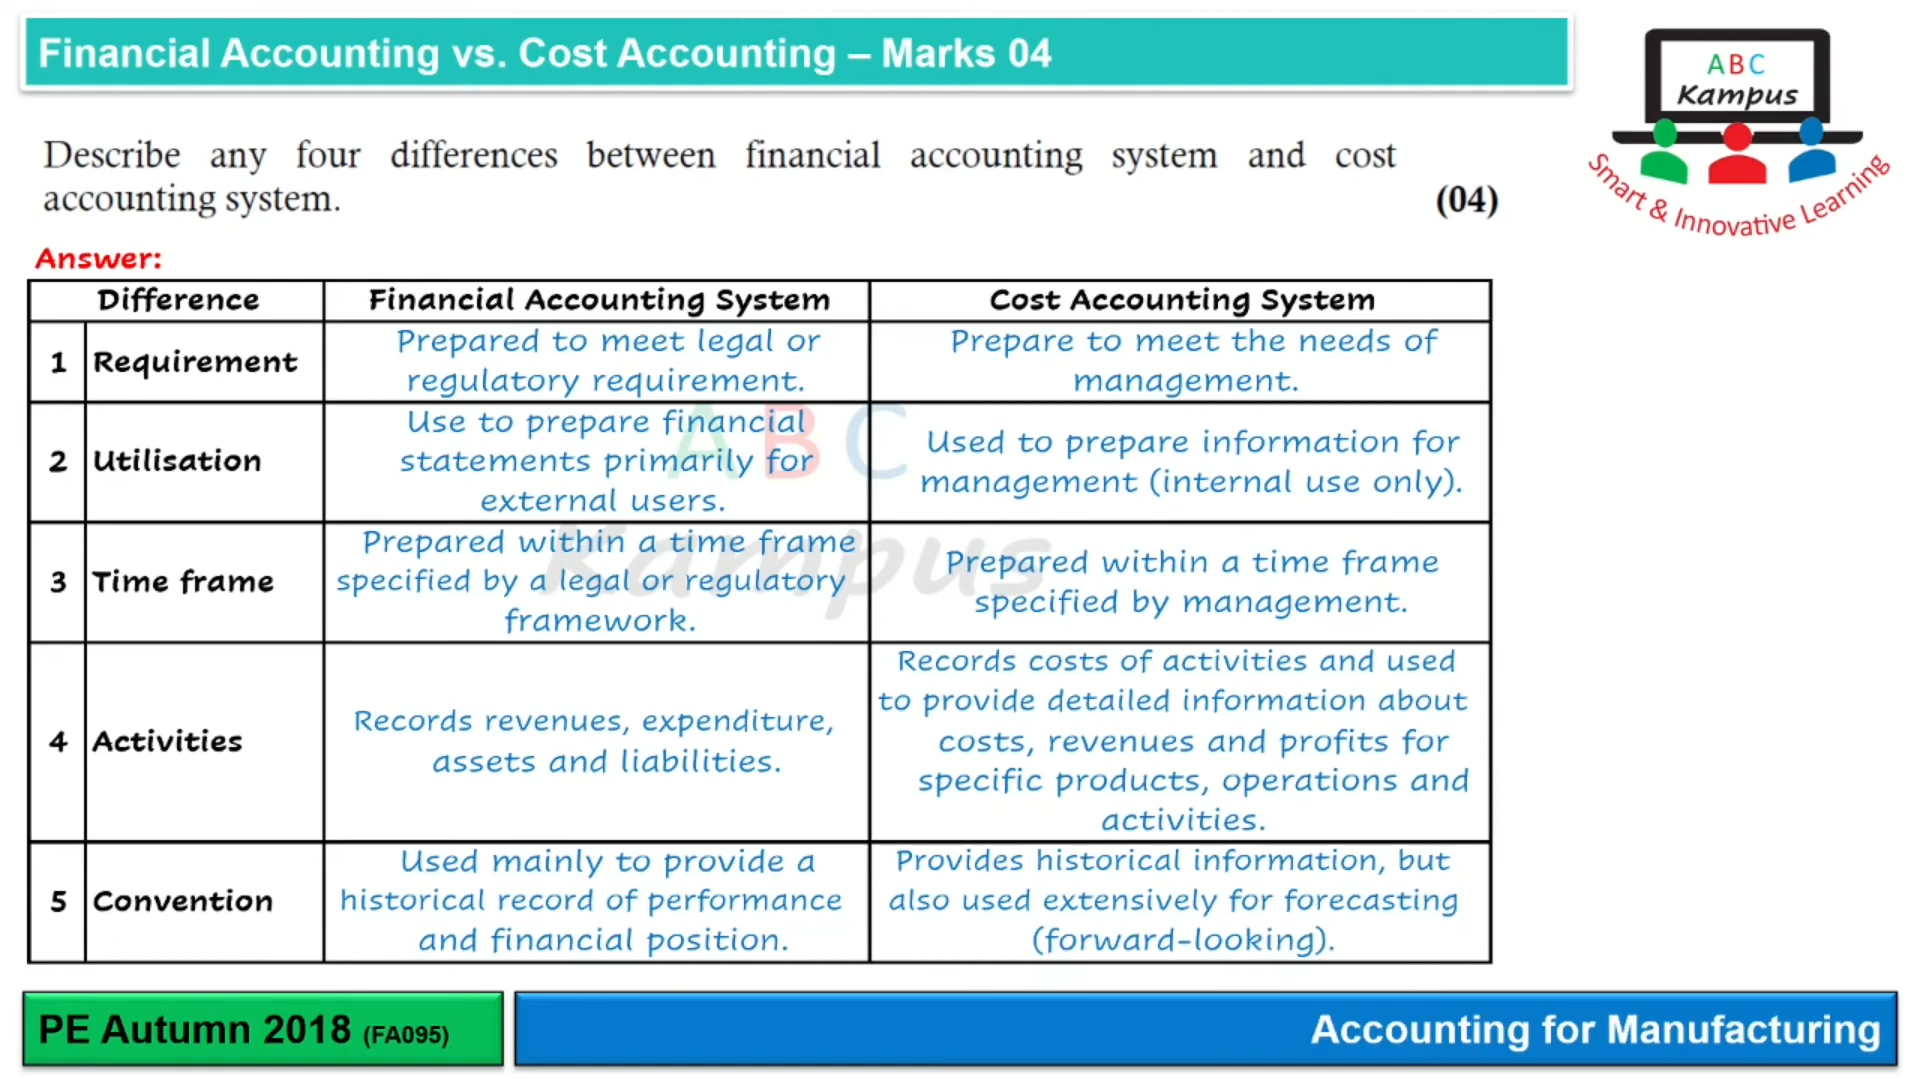 Financial Accounting vs. Cost Accounting – Marks 04
ABC
Kampus
Smart & Innovative Learning
Describe any four differences between financial accounting system and cost
accounting system.
(04)
Answer:
Difference
Financial Accounting System
Cost Accounting System
1
Requirement
Prepared to meet legal or
regulatory requirement.
Prepare to meet the needs of
management.
2
Utilisation
Use to prepare financial
statements primarily for
external users.
Used to prepare information for
management (internal use only).
3
Time frame
Prepared within a time frame
specified by a legal or regulatory
framework.
Prepared within a time frame
specified by management.
4
Activities
Records revenues, expenditure,
assets and liabilities.
Records costs of activities and used
to provide detailed information about
costs, revenues and profits for
specific products, operations and
activities.
5
Convention
Used mainly to provide a
historical record of performance
and financial position.
Provides historical information, but
also used extensively for forecasting
(forward-looking).
ABC
Kampus
PE Autumn 2018 (FA095)
Accounting for Manufacturing